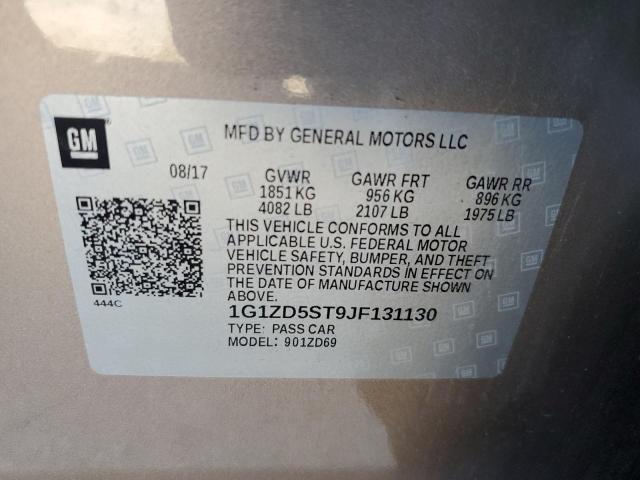 GM
MFD BY GENERAL MOTORS LLC
08/17 GVWR GAWR FRT GAWR RR
1851 KG 956 KG 896 KG
4082 LB 2107 LB 1975 LB
THIS VEHICLE CONFORMS TO ALL
APPLICABLE U.S. FEDERAL MOTOR
VEHICLE SAFETY, BUMPER, AND THEFT
PREVENTION STANDARDS IN EFFECT ON
THE DATE OF MANUFACTURE SHOWN
ABOVE.
444C
1G1ZD5ST9JF131130
TYPE: PASS CAR
MODEL: 901ZD69